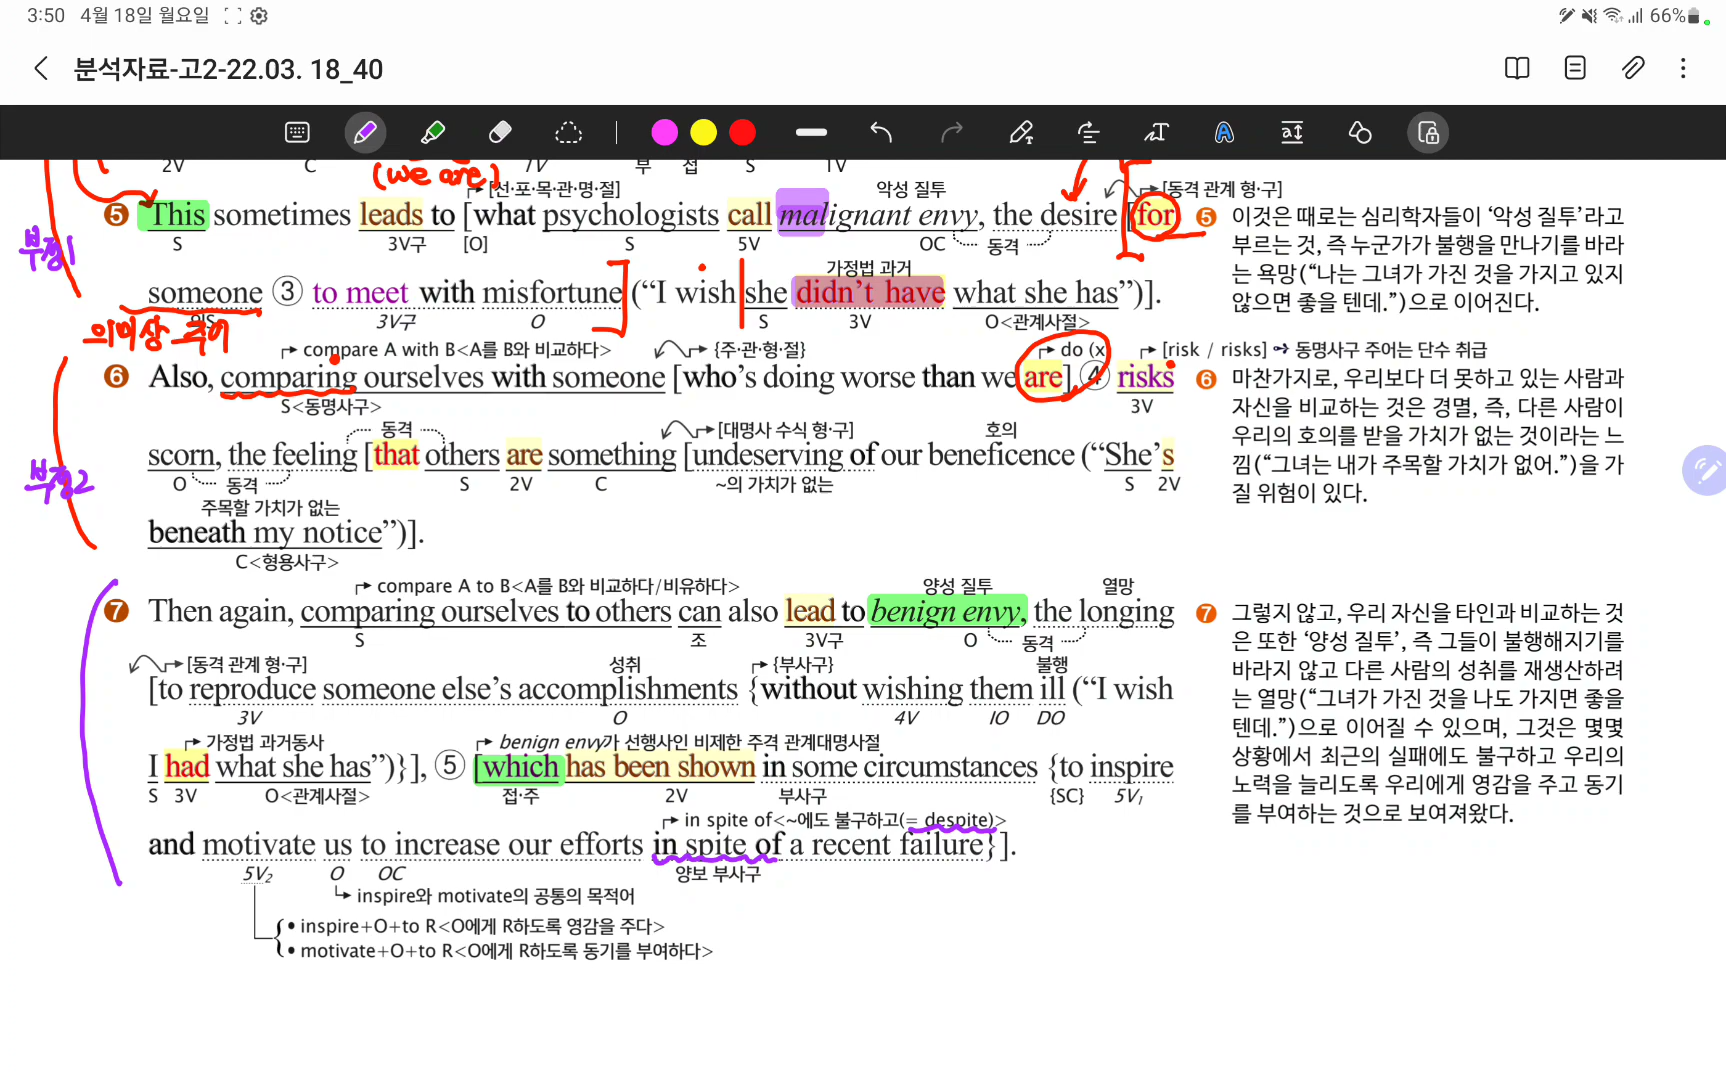 3:50 4월 18일 월요일
66%
분석자료-고2-22.03. 18_40
2V C 1V 부 접 S 1V
(we are)
[선·포·목·관·명·절] 악성 질투 [동격 관계 형·구]
❺ This sometimes leads to [what psychologists call malignant envy, the desire [for
S 3V구 [O] S 5V OC 동격
부정1
가정법 과거
someone ③ to meet with misfortune (“I wish she didn’t have what she has”)].
의S 3V구 O S 3V O<관계사절>
의미상 주어
❺ 이것은 때로는 심리학자들이 ‘악성 질투’라고
부르는 것, 즉 누군가가 불행을 만나기를 바라
는 욕망(“나는 그녀가 가진 것을 가지고 있지
않으면 좋을 텐데.”)으로 이어진다.
compare A with B<A를 B와 비교하다> {주·관·형·절} do (x [risk / risks] ➺ 동명사구 주어는 단수 취급
❻ Also, comparing ourselves with someone [who’s doing worse than we are] ④ risks
S<동명사구> 3V
동격 [대명사 수식 형·구] 호의
scorn, the feeling [that others are something [undeserving of our beneficence (“She’s
O 동격 S 2V C ~의 가치가 없는 S 2V
부정2
주목할 가치가 없는
beneath my notice”)].
C<형용사구>
❻ 마찬가지로, 우리보다 더 못하고 있는 사람과
자신을 비교하는 것은 경멸, 즉, 다른 사람이
우리의 호의를 받을 가치가 없는 것이라는 느
낌(“그녀는 내가 주목할 가치가 없어.”)을 가
질 위험이 있다.
compare A to B<A를 B와 비교하다/비유하다> 양성 질투 열망
❼ Then again, comparing ourselves to others can also lead to benign envy, the longing
S 조 3V구 O 동격
[동격 관계 형·구] 성취 {부사구} 불행
[to reproduce someone else’s accomplishments {without wishing them ill (“I wish
3V O 4V IO DO
가정법 과거동사 benign envy가 선행사인 비제한 주격 관계대명사절
I had what she has”)}], ⑤ [which has been shown in some circumstances {to inspire
S 3V O<관계사절> 접·주 2V 부사구 {SC} 5V₁
in spite of<~에도 불구하고(= despite)>
and motivate us to increase our efforts in spite of a recent failure}].
5V₂ O OC 양보 부사구
inspire와 motivate의 공통의 목적어
• inspire+O+to R<O에게 R하도록 영감을 주다>
• motivate+O+to R<O에게 R하도록 동기를 부여하다>
❼ 그렇지 않고, 우리 자신을 타인과 비교하는 것
은 또한 ‘양성 질투’, 즉 그들이 불행해지기를
바라지 않고 다른 사람의 성취를 재생산하려
는 열망(“그녀가 가진 것을 나도 가지면 좋을
텐데.”)으로 이어질 수 있으며, 그것은 몇몇
상황에서 최근의 실패에도 불구하고 우리의
노력을 늘리도록 우리에게 영감을 주고 동기
를 부여하는 것으로 보여져왔다.